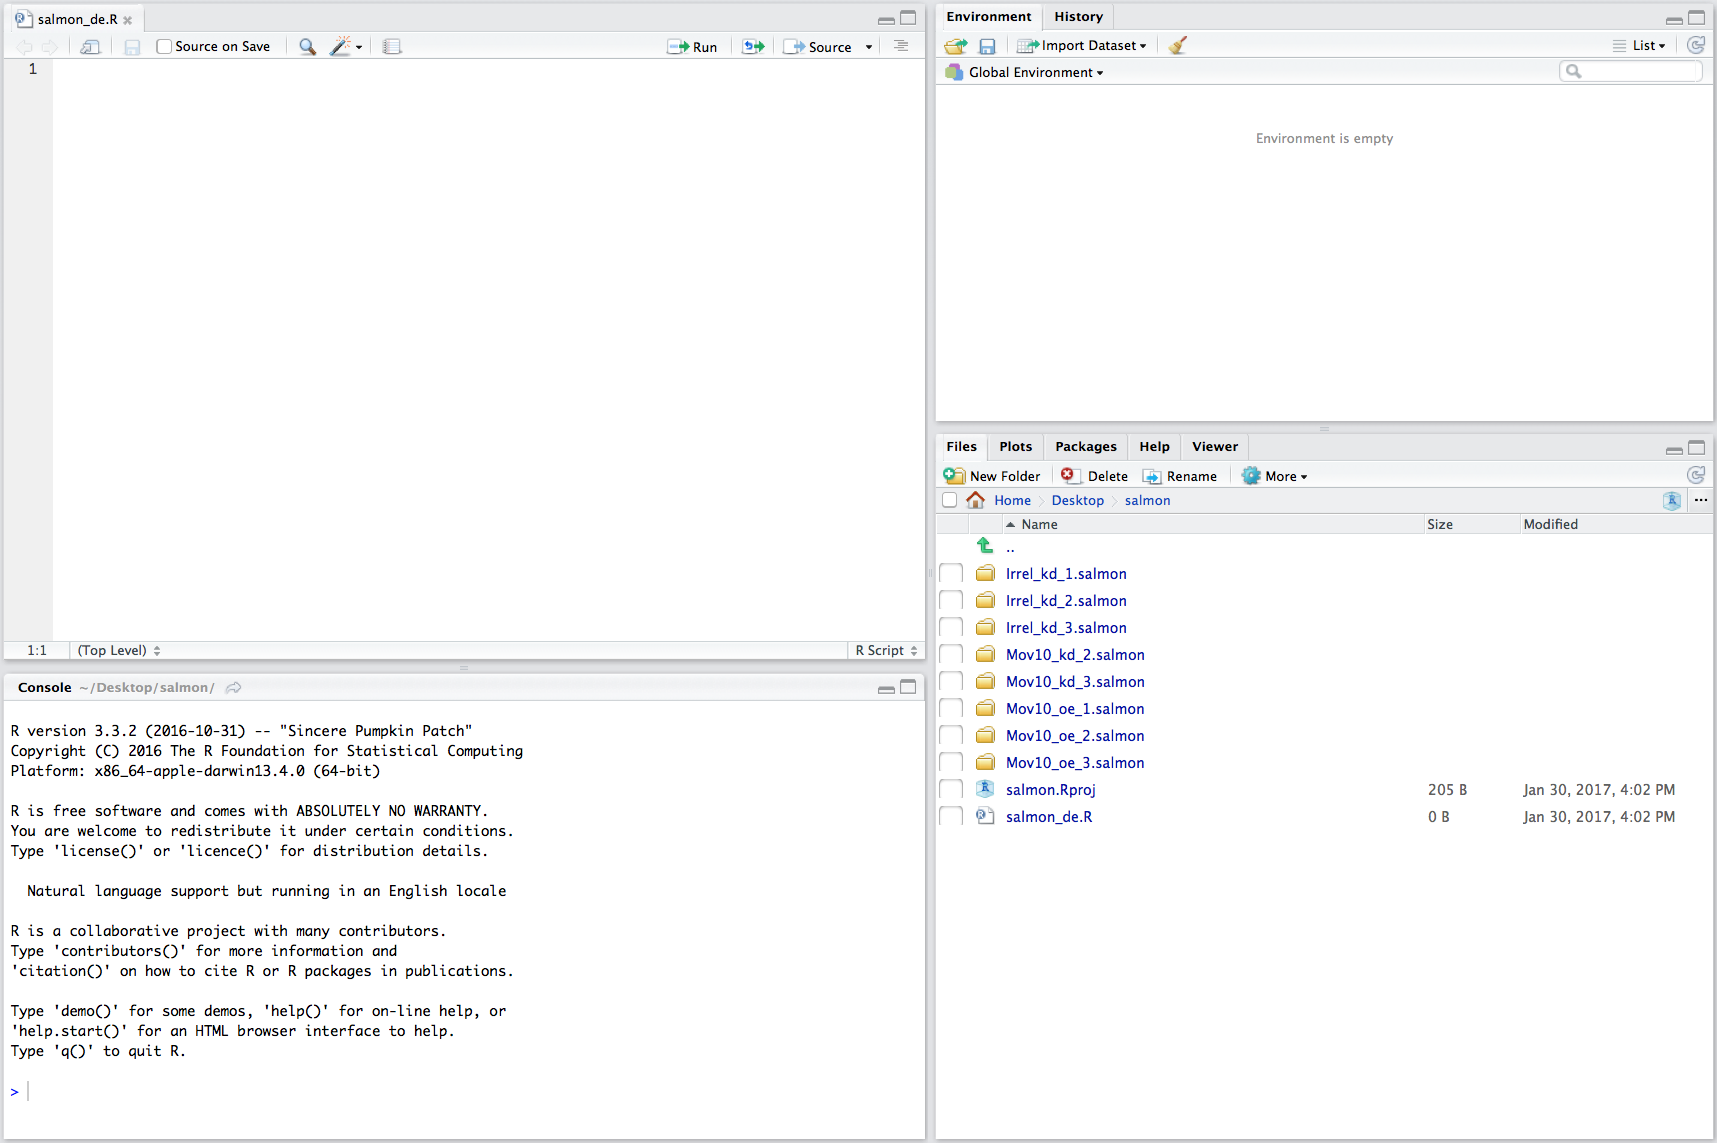 salmon_de.R
Source on Save
Run
Source
1
1:1 (Top Level) R Script
Console ~/Desktop/salmon/
R version 3.3.2 (2016-10-31) -- "Sincere Pumpkin Patch"
Copyright (C) 2016 The R Foundation for Statistical Computing
Platform: x86_64-apple-darwin13.4.0 (64-bit)
R is free software and comes with ABSOLUTELY NO WARRANTY.
You are welcome to redistribute it under certain conditions.
Type 'license()' or 'licence()' for distribution details.
Natural language support but running in an English locale
R is a collaborative project with many contributors.
Type 'contributors()' for more information and
'citation()' on how to cite R or R packages in publications.
Type 'demo()' for some demos, 'help()' for on-line help, or
'help.start()' for an HTML browser interface to help.
Type 'q()' to quit R.
>
Environment History
Import Dataset List
Global Environment
Environment is empty
Files Plots Packages Help Viewer
New Folder Delete Rename More
Home Desktop salmon ...
Name Size Modified
..
Irrel_kd_1.salmon
Irrel_kd_2.salmon
Irrel_kd_3.salmon
Mov10_kd_2.salmon
Mov10_kd_3.salmon
Mov10_oe_1.salmon
Mov10_oe_2.salmon
Mov10_oe_3.salmon
salmon.Rproj 205 B Jan 30, 2017, 4:02 PM
salmon_de.R 0 B Jan 30, 2017, 4:02 PM